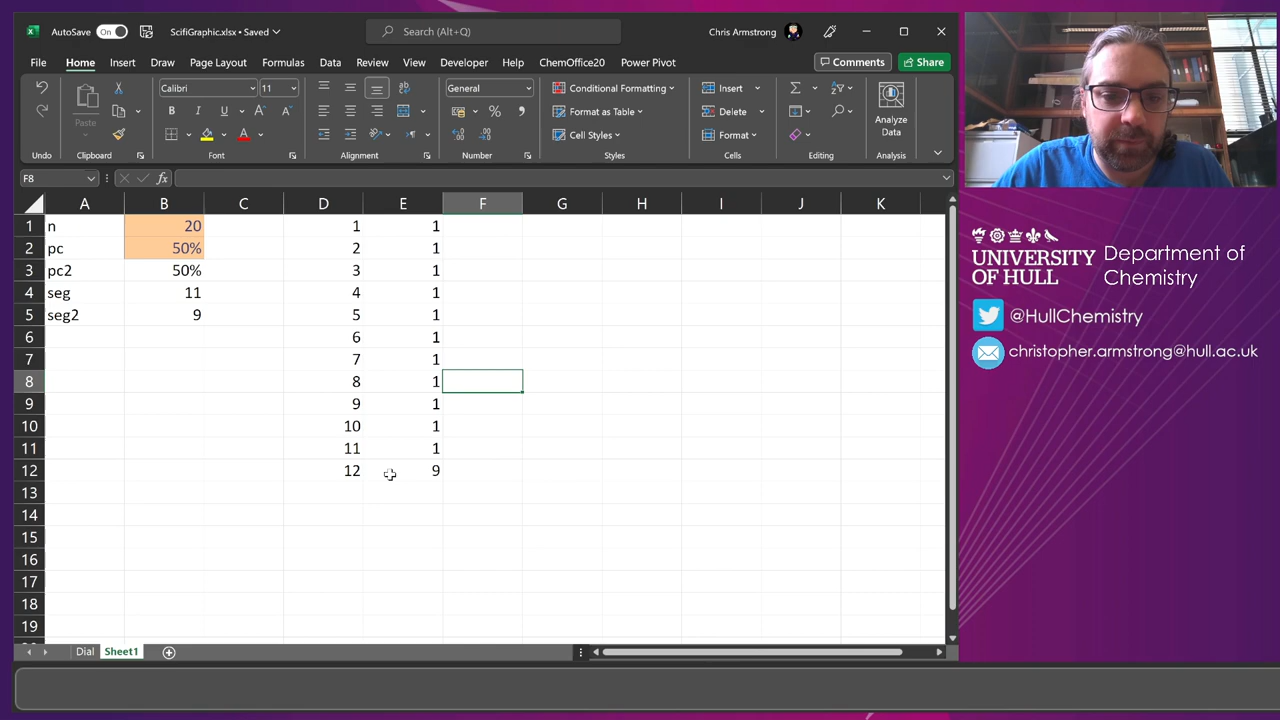 AutoSave On ScifiGraphic.xlsx • Saved Search (Alt+Q) Chris Armstrong
File Home Insert Draw Page Layout Formulas Data View Power Pivot Comments Share
Paste Calibri 11 General Conditional Formatting Insert
Format as Table Delete Analyze
Cell Styles Format Data
Undo Clipboard Font Alignment Number Styles Cells Editing Analysis
F8 fx
A B C D E F G H I J K
1 n 20 1 1
2 pc 50% 2 1
3 pc2 50% 3 1
4 seg 11 4 1
5 seg2 9 5 1
6 6 1
7 7 1
8 8 1
9 9 1
10 10 1
11 11 1
12 12 9
13
14
15
16
17
18
19
Dial Sheet1
UNIVERSITY
OF HULL
Department of
Chemistry
@HullChemistry
christopher.armstrong@hull.ac.uk